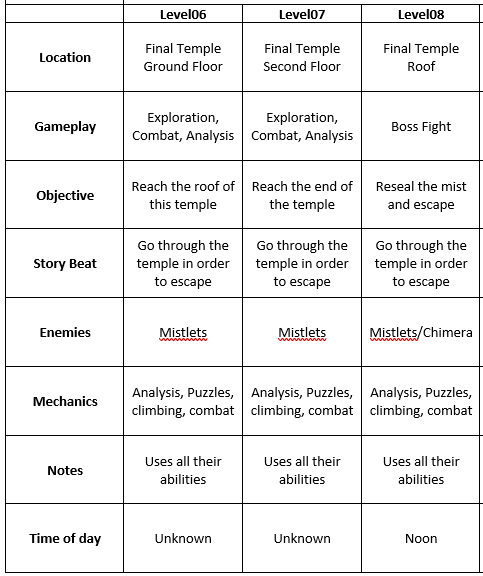 Level06 Level07 Level08
Location
Final Temple
Ground Floor
Final Temple
Second Floor
Final Temple
Roof
Gameplay
Exploration,
Combat, Analysis
Exploration,
Combat, Analysis
Boss Fight
Objective
Reach the roof of
this temple
Reach the end of
the temple
Reseal the mist
and escape
Story Beat
Go through the
temple in order
to escape
Go through the
temple in order
to escape
Go through the
temple in order
to escape
Enemies
Mistlets
Mistlets
Mistlets/Chimera
Mechanics
Analysis, Puzzles,
climbing, combat
Analysis, Puzzles,
climbing, combat
Analysis, Puzzles,
climbing, combat
Notes
Uses all their
abilities
Uses all their
abilities
Uses all their
abilities
Time of day
Unknown
Unknown
Noon